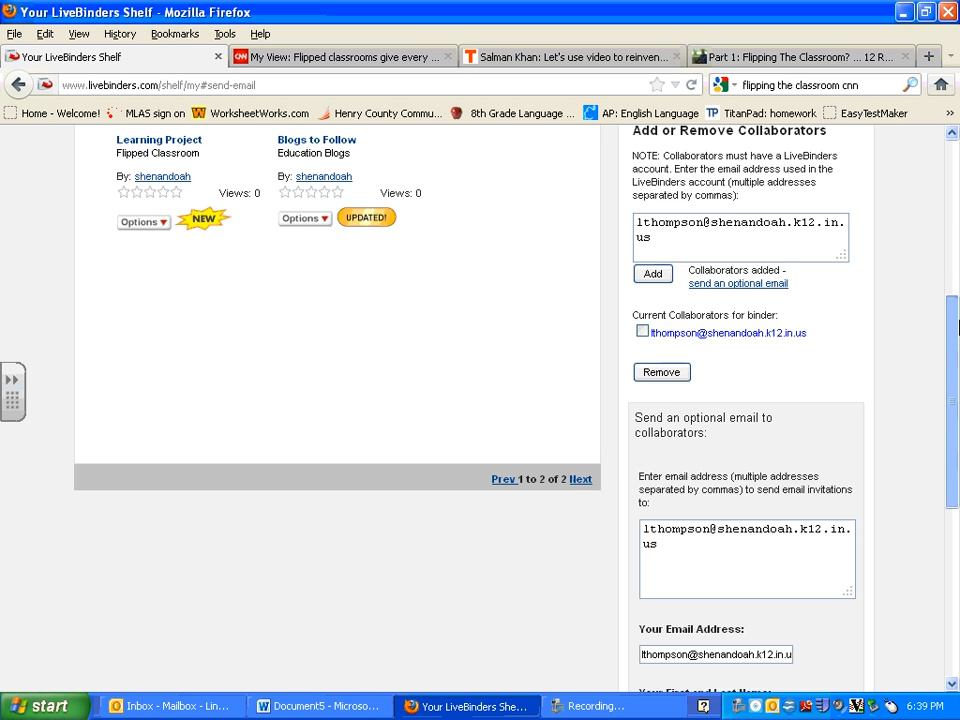 Your LiveBinders Shelf - Mozilla Firefox
File Edit View History Bookmarks Tools Help
Your LiveBinders Shelf
CNN My View: Flipped classrooms give every ...
T Salman Khan: Let's use video to reinven...
Part 1: Flipping The Classroom? ... 12 R...
www.livebinders.com/shelf/my#send-email
flipping the classroom cnn
Home - Welcome! MLAS sign on WorksheetWorks.com Henry County Commu... 8th Grade Language ... AP: English Language TP TitanPad: homework EasyTestMaker »
Learning Project
Flipped Classroom
By: shenandoah
Views: 0
Options
NEW
Blogs to Follow
Education Blogs
By: shenandoah
Views: 0
Options
UPDATED!
Prev 1 to 2 of 2 Next
Add or Remove Collaborators
NOTE: Collaborators must have a LiveBinders
account. Enter the email address used in the
LiveBinders account (multiple addresses
separated by commas):
lthompson@shenandoah.k12.in.
us
Add
Collaborators added -
send an optional email
Current Collaborators for binder:
lthompson@shenandoah.k12.in.us
Remove
Send an optional email to
collaborators:
Enter email address (multiple addresses
separated by commas) to send email invitations
to:
lthompson@shenandoah.k12.in.
us
Your Email Address:
lthompson@shenandoah.k12.in.u
Your First and Last Name:
start
Inbox - Mailbox - Lin...
Document5 - Microso...
Your LiveBinders She...
Recording...
6:39 PM